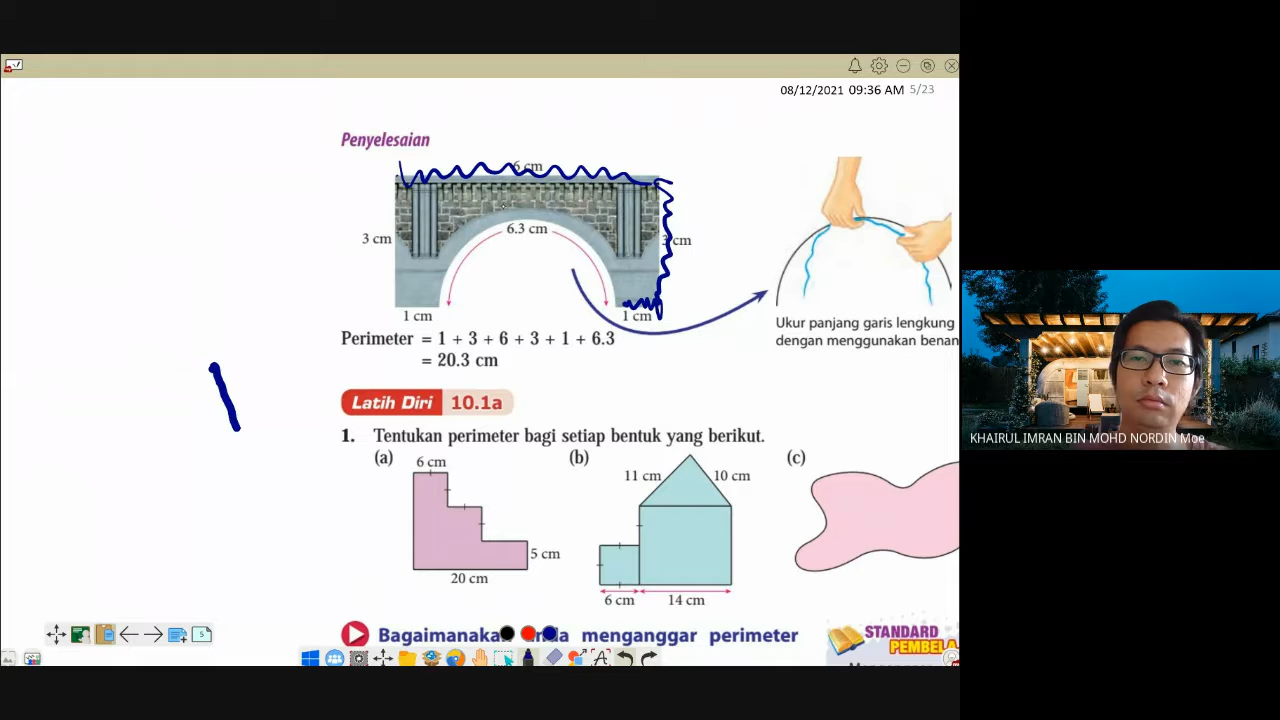 08/12/2021 09:36 AM 5/23
Penyelesaian
6 cm
3 cm
6.3 cm
cm
1 cm
1 cm
Ukur panjang garis lengkung
dengan menggunakan benan
Perimeter = 1 + 3 + 6 + 3 + 1 + 6.3
= 20.3 cm
Latih Diri 10.1a
1. Tentukan perimeter bagi setiap bentuk yang berikut.
(a)
6 cm
5 cm
20 cm
(b)
11 cm
10 cm
6 cm
14 cm
(c)
menganggar perimeter
STANDARD
PEMBELA
KHAIRUL IMRAN BIN MOHD NORDIN Moe